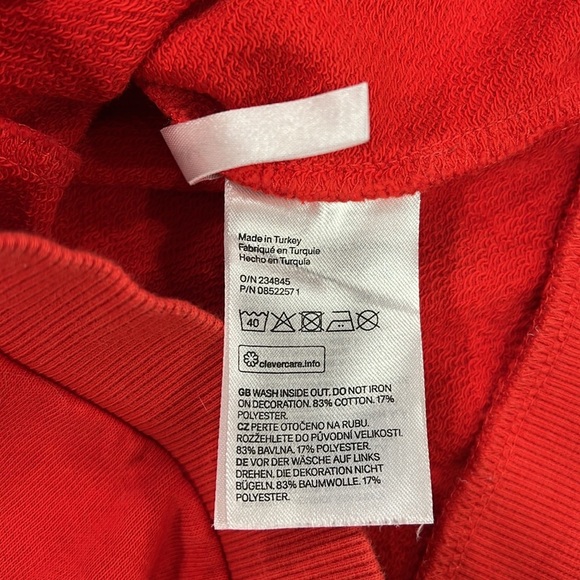 Made in Turkey
Fabriqué en Turquie
Hecho en Turquía
O/N 234845
P/N 08522571
40
clevercare.info
GB WASH INSIDE OUT. DO NOT IRON
ON DECORATION. 83% COTTON. 17%
POLYESTER.
CZ PERTE OTOČENO NA RUBU.
ROZŽEHLETE DO PŮVODNÍ VELIKOSTI.
83% BAVLNA. 17% POLYESTER.
DE VOR DER WÄSCHE AUF LINKS
DREHEN. DIE DEKORATION NICHT
BÜGELN. 83% BAUMWOLLE. 17%
POLYESTER.